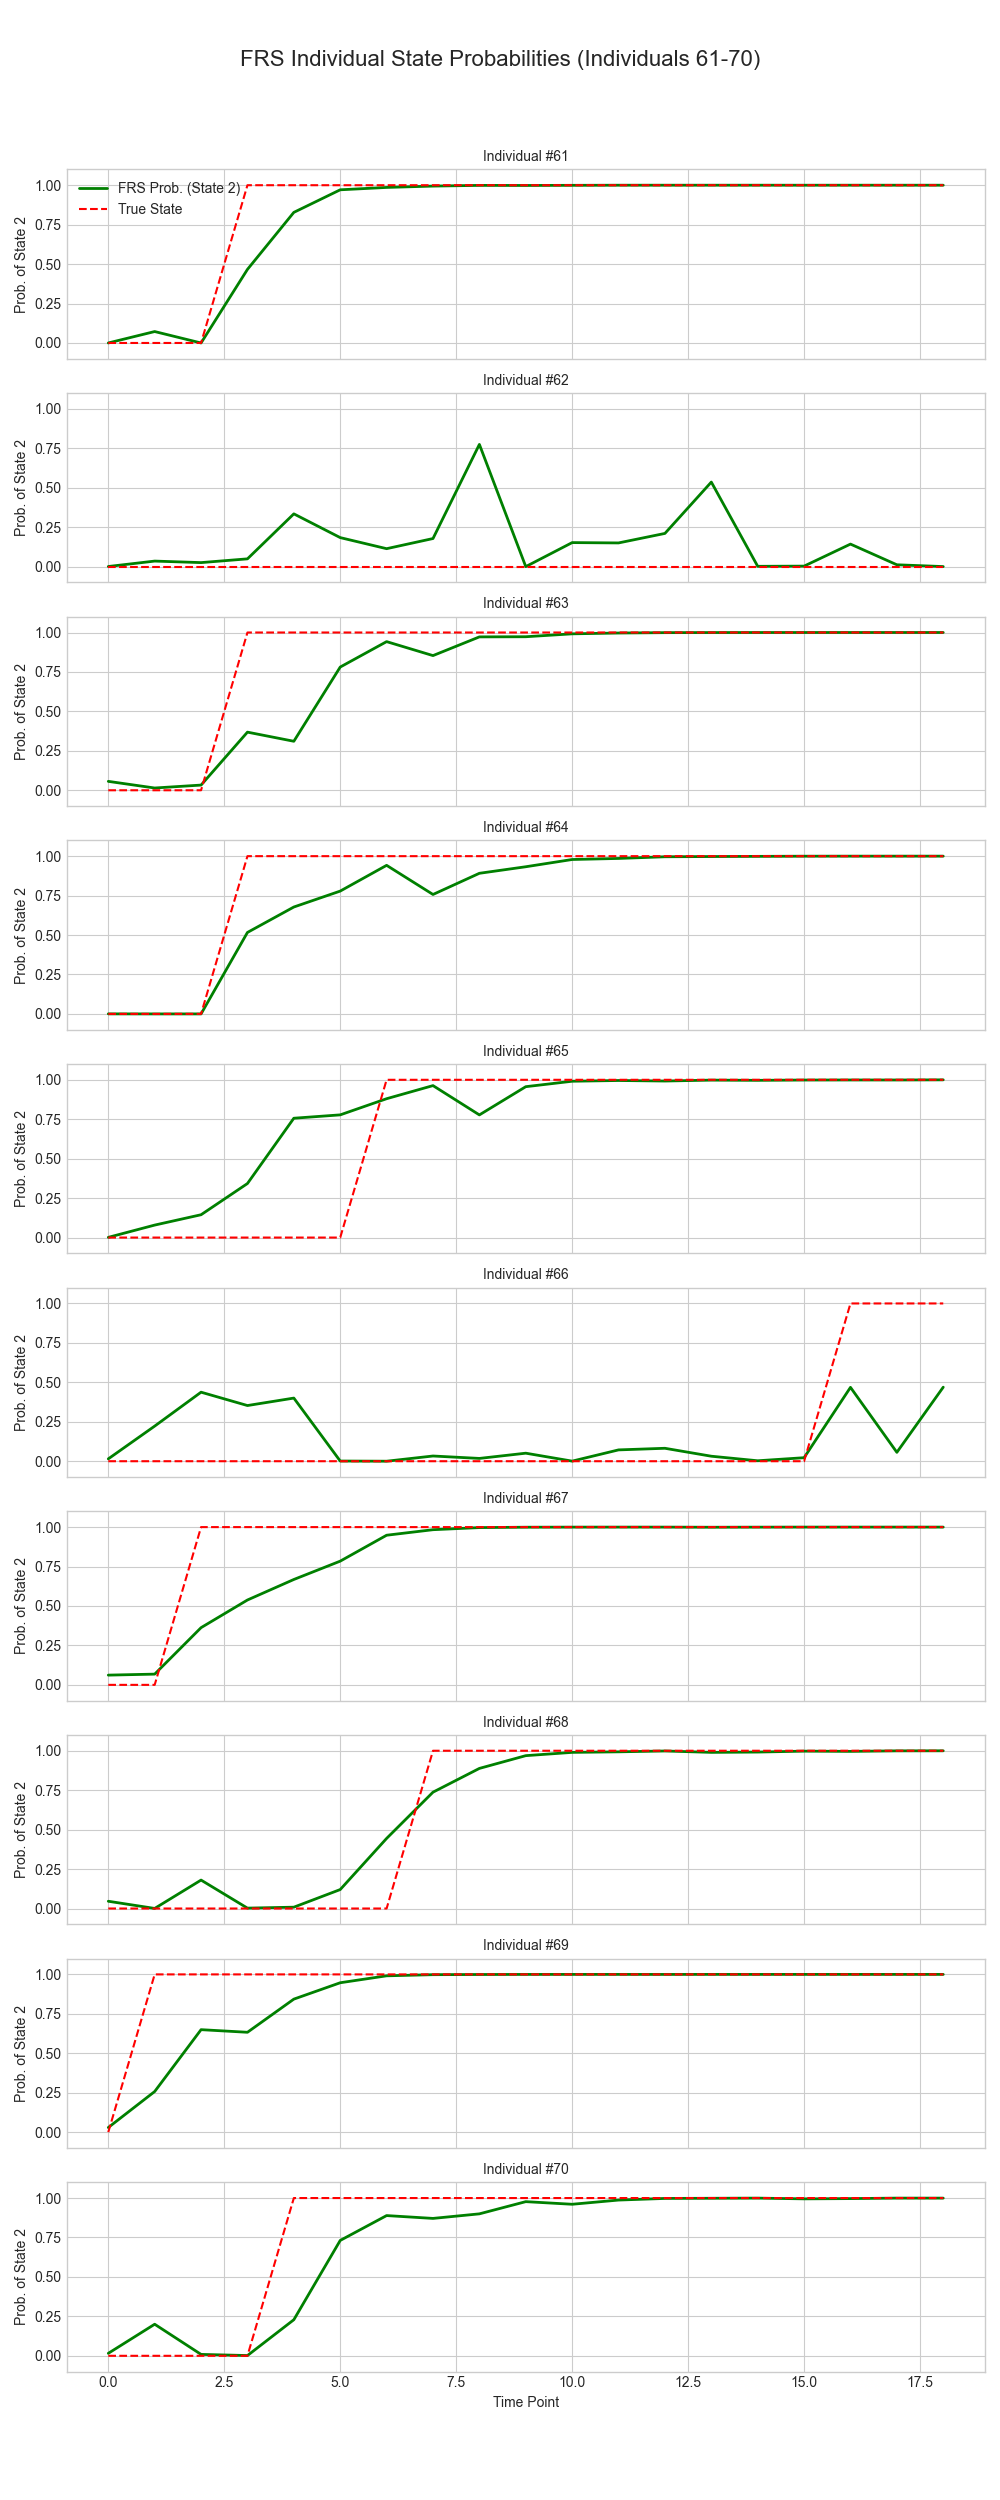 FRS Individual State Probabilities (Individuals 61-70)
Individual #61
FRS Prob. (State 2)
True State
1.00
0.75
0.50
0.25
0.00
Prob. of State 2
Individual #62
1.00
0.75
0.50
0.25
0.00
Prob. of State 2
Individual #63
1.00
0.75
0.50
0.25
0.00
Prob. of State 2
Individual #64
1.00
0.75
0.50
0.25
0.00
Prob. of State 2
Individual #65
1.00
0.75
0.50
0.25
0.00
Prob. of State 2
Individual #66
1.00
0.75
0.50
0.25
0.00
Prob. of State 2
Individual #67
1.00
0.75
0.50
0.25
0.00
Prob. of State 2
Individual #68
1.00
0.75
0.50
0.25
0.00
Prob. of State 2
Individual #69
1.00
0.75
0.50
0.25
0.00
Prob. of State 2
Individual #70
1.00
0.75
0.50
0.25
0.00
Prob. of State 2
0.0 2.5 5.0 7.5 10.0 12.5 15.0 17.5
Time Point